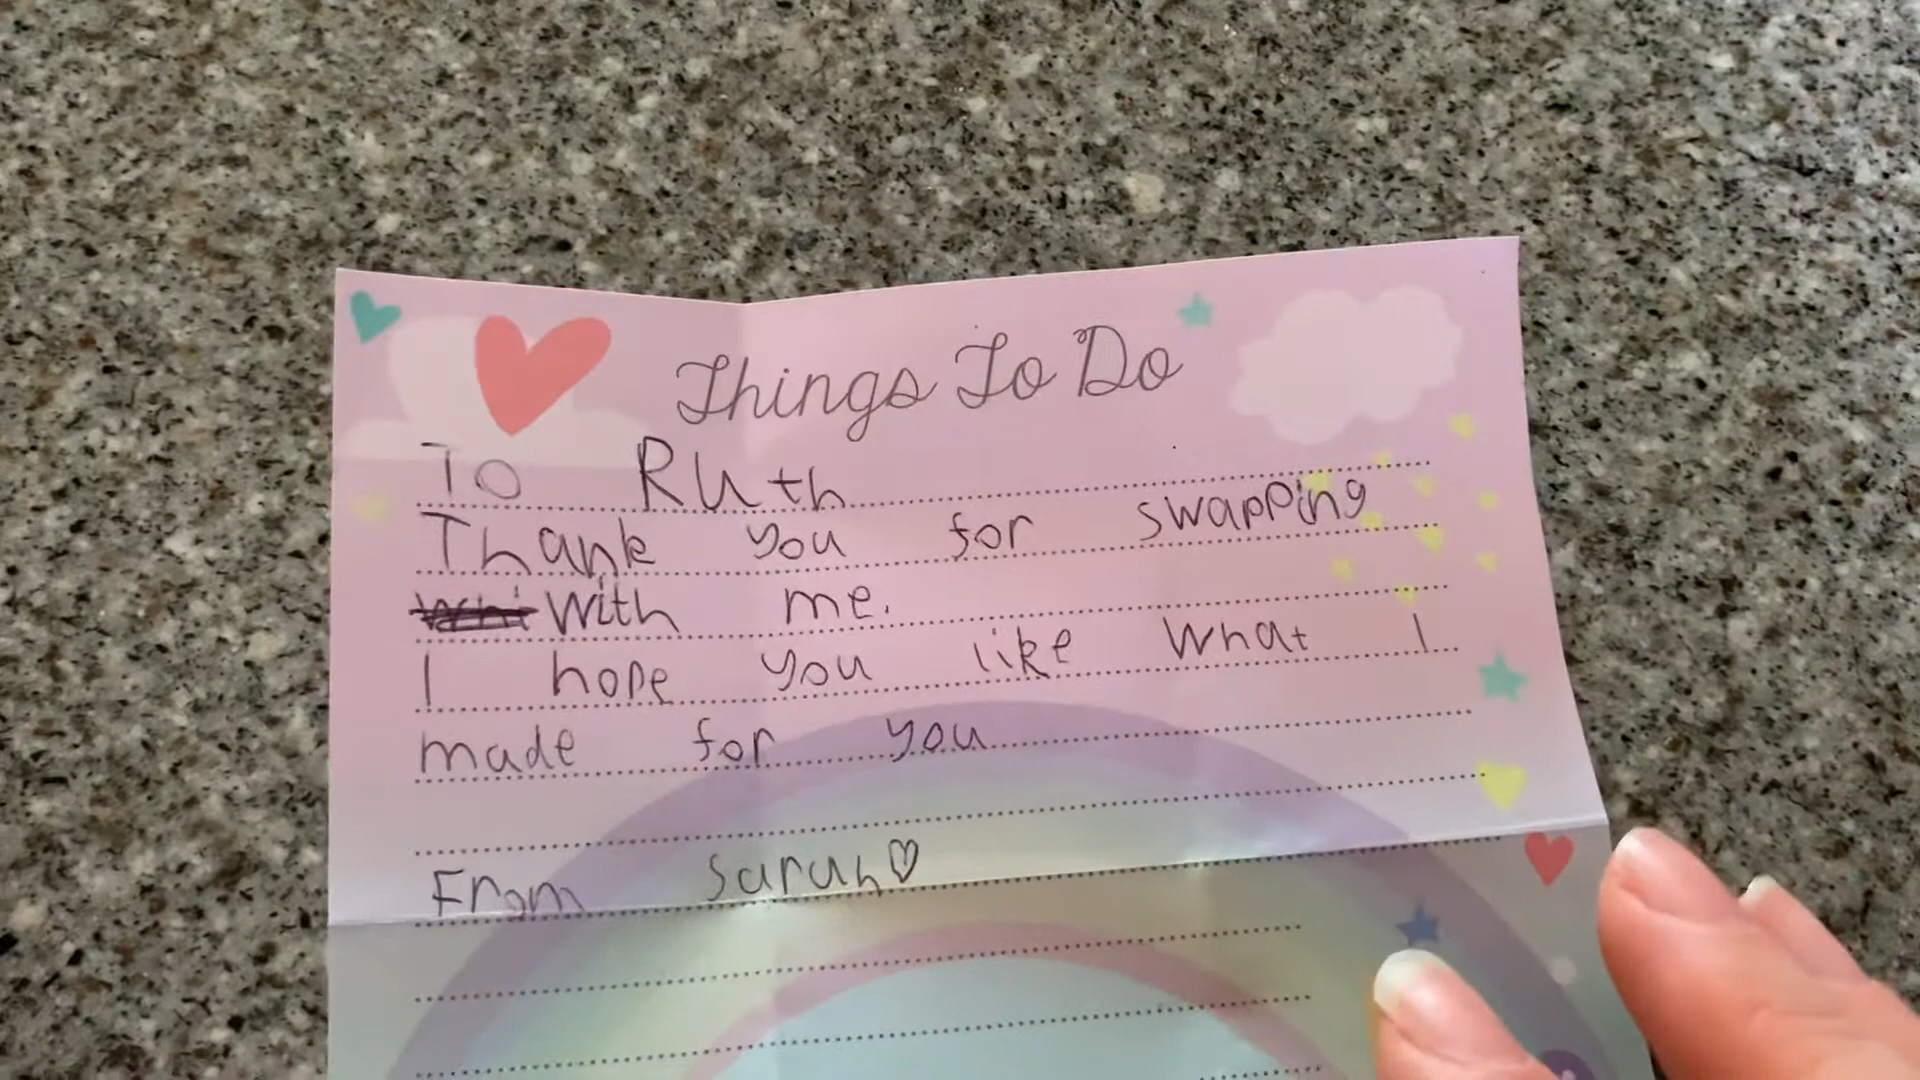 Things To Do
To Ruth
Thank you for swapping
with me.
I hope you like what I
made for you
From Sarah♡